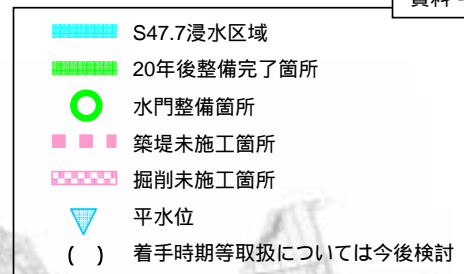 資料
S47.7浸水区域
20年後整備完了箇所
水門整備箇所
築堤未施工箇所
掘削未施工箇所
平水位
( ) 着手時期等取扱については今後検討